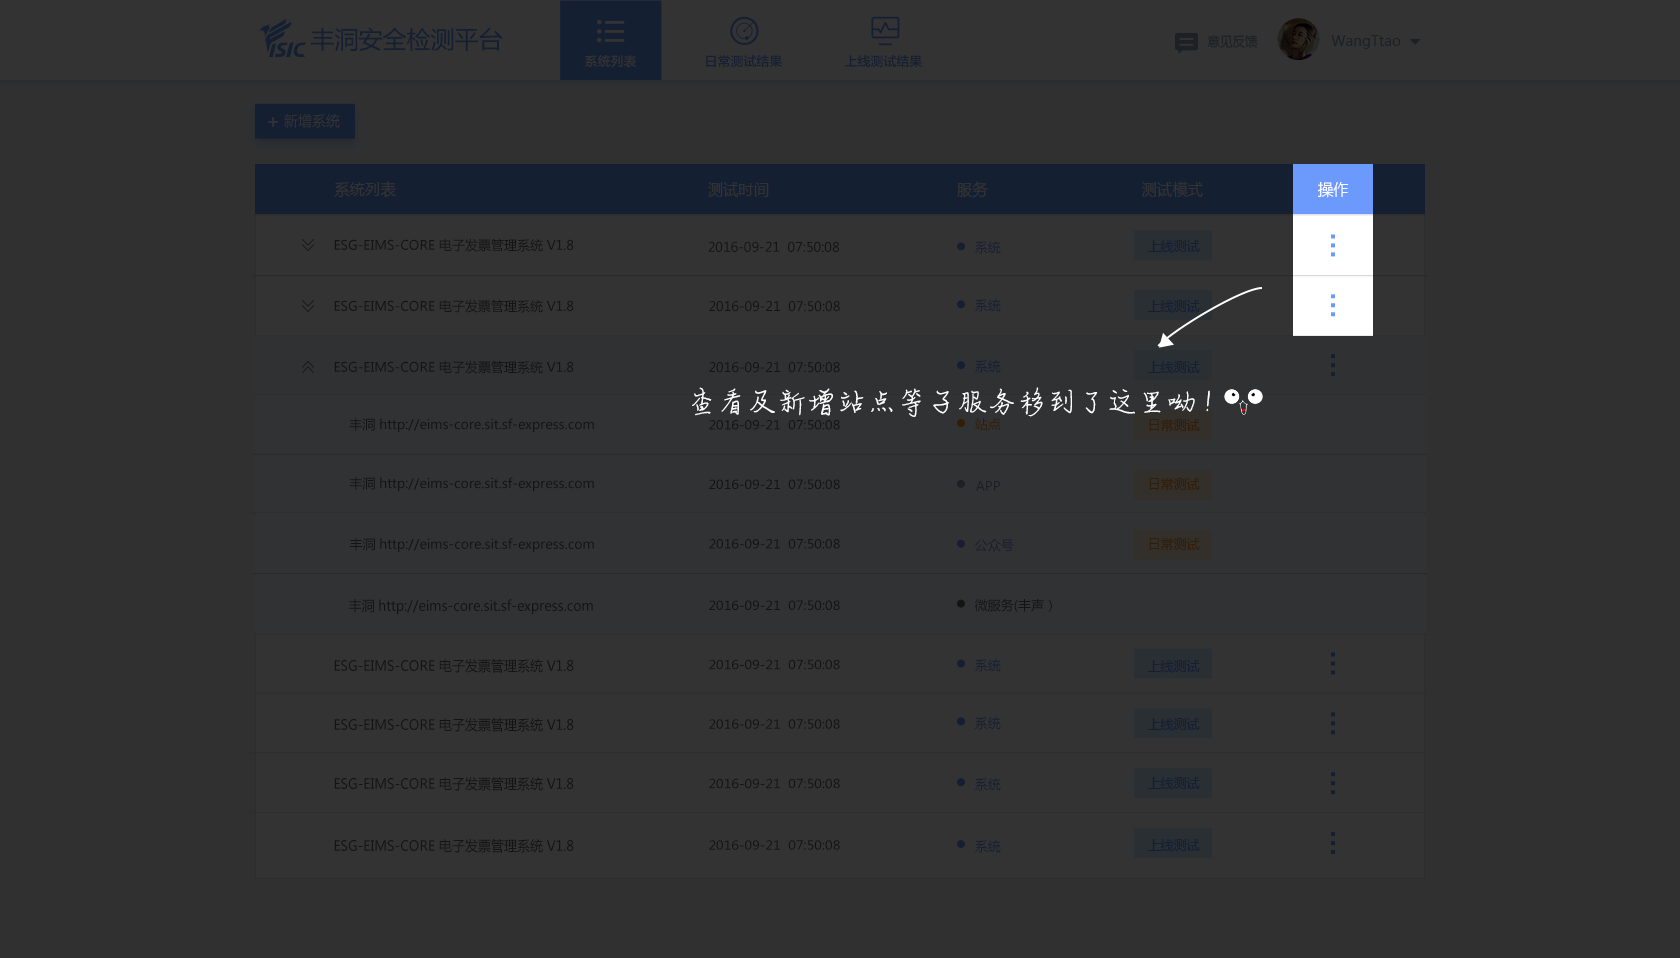 SIC 丰洞安全检测平台
系统列表
日常测试结果
上线测试结果
意见反馈
WangTtao
+ 新增系统
系统列表 测试时间 服务 测试模式 操作
ESG-EIMS-CORE 电子发票管理系统 V1.8 2016-09-21 07:50:08 系统 上线测试
ESG-EIMS-CORE 电子发票管理系统 V1.8 2016-09-21 07:50:08 系统 上线测试
ESG-EIMS-CORE 电子发票管理系统 V1.8 2016-09-21 07:50:08 系统 上线测试
查看及新增站点等子服务移到了这里呦!
丰洞 http://eims-core.sit.sf-express.com 2016-09-21 07:50:08 站点 日常测试
丰洞 http://eims-core.sit.sf-express.com 2016-09-21 07:50:08 APP 日常测试
丰洞 http://eims-core.sit.sf-express.com 2016-09-21 07:50:08 公众号 日常测试
丰洞 http://eims-core.sit.sf-express.com 2016-09-21 07:50:08 微服务(丰声)
ESG-EIMS-CORE 电子发票管理系统 V1.8 2016-09-21 07:50:08 系统 上线测试
ESG-EIMS-CORE 电子发票管理系统 V1.8 2016-09-21 07:50:08 系统 上线测试
ESG-EIMS-CORE 电子发票管理系统 V1.8 2016-09-21 07:50:08 系统 上线测试
ESG-EIMS-CORE 电子发票管理系统 V1.8 2016-09-21 07:50:08 系统 上线测试